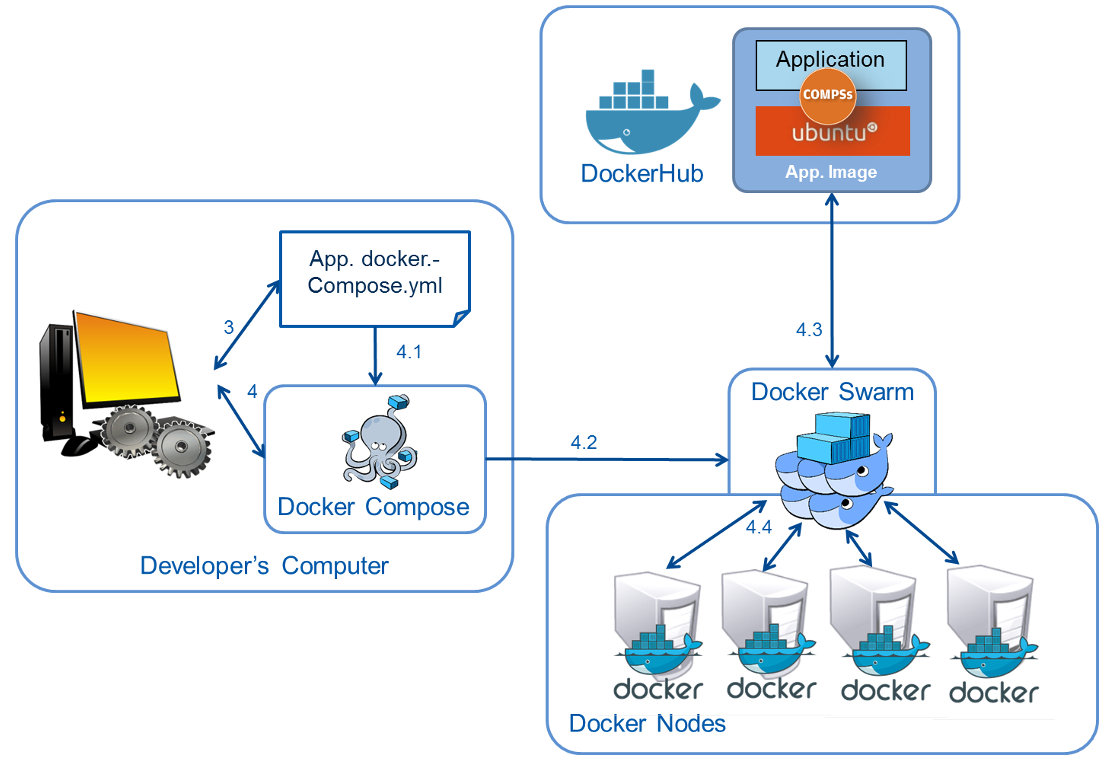 Application
COMPSs
ubuntu
App. Image
DockerHub
App. docker.-
Compose.yml
3
4.1
4
4.3
Docker Swarm
4.2
Docker Compose
4.4
Developer's Computer
docker
docker
docker
docker
Docker Nodes